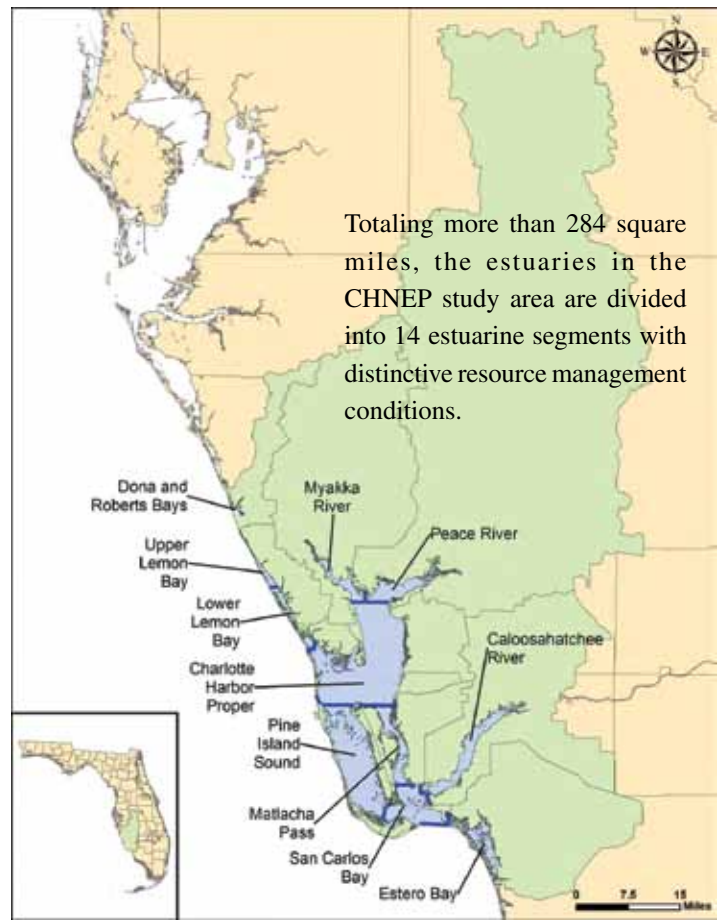 N
W
E
S
Totaling more than 284 square
miles, the estuaries in the
CHNEP study area are divided
into 14 estuarine segments with
distinctive resource management
conditions.
Dona and
Roberts Bays
Myakka
River
Peace River
Upper
Lemon
Bay
Lower
Lemon
Bay
Caloosahatchee
River
Charlotte
Harbor
Proper
Pine
Island
Sound
Matlacha
Pass
San Carlos
Bay
Estero Bay
0 7.5 15
Miles